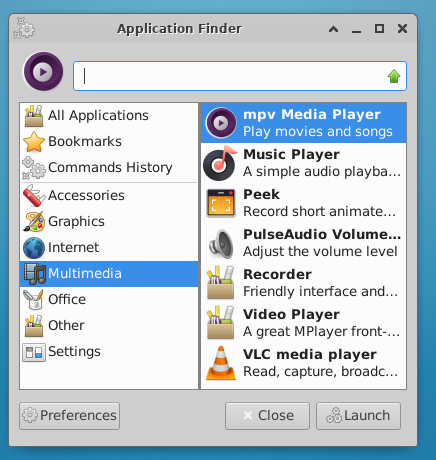 Application Finder
All Applications
Bookmarks
Commands History
Accessories
Graphics
Internet
Multimedia
Office
Other
Settings
mpv Media Player
Play movies and songs
Music Player
A simple audio playba...
Peek
Record short animate...
PulseAudio Volume...
Adjust the volume level
Recorder
Friendly interface and...
Video Player
A great MPlayer front-...
VLC media player
Read, capture, broadc...
Preferences
Close
Launch